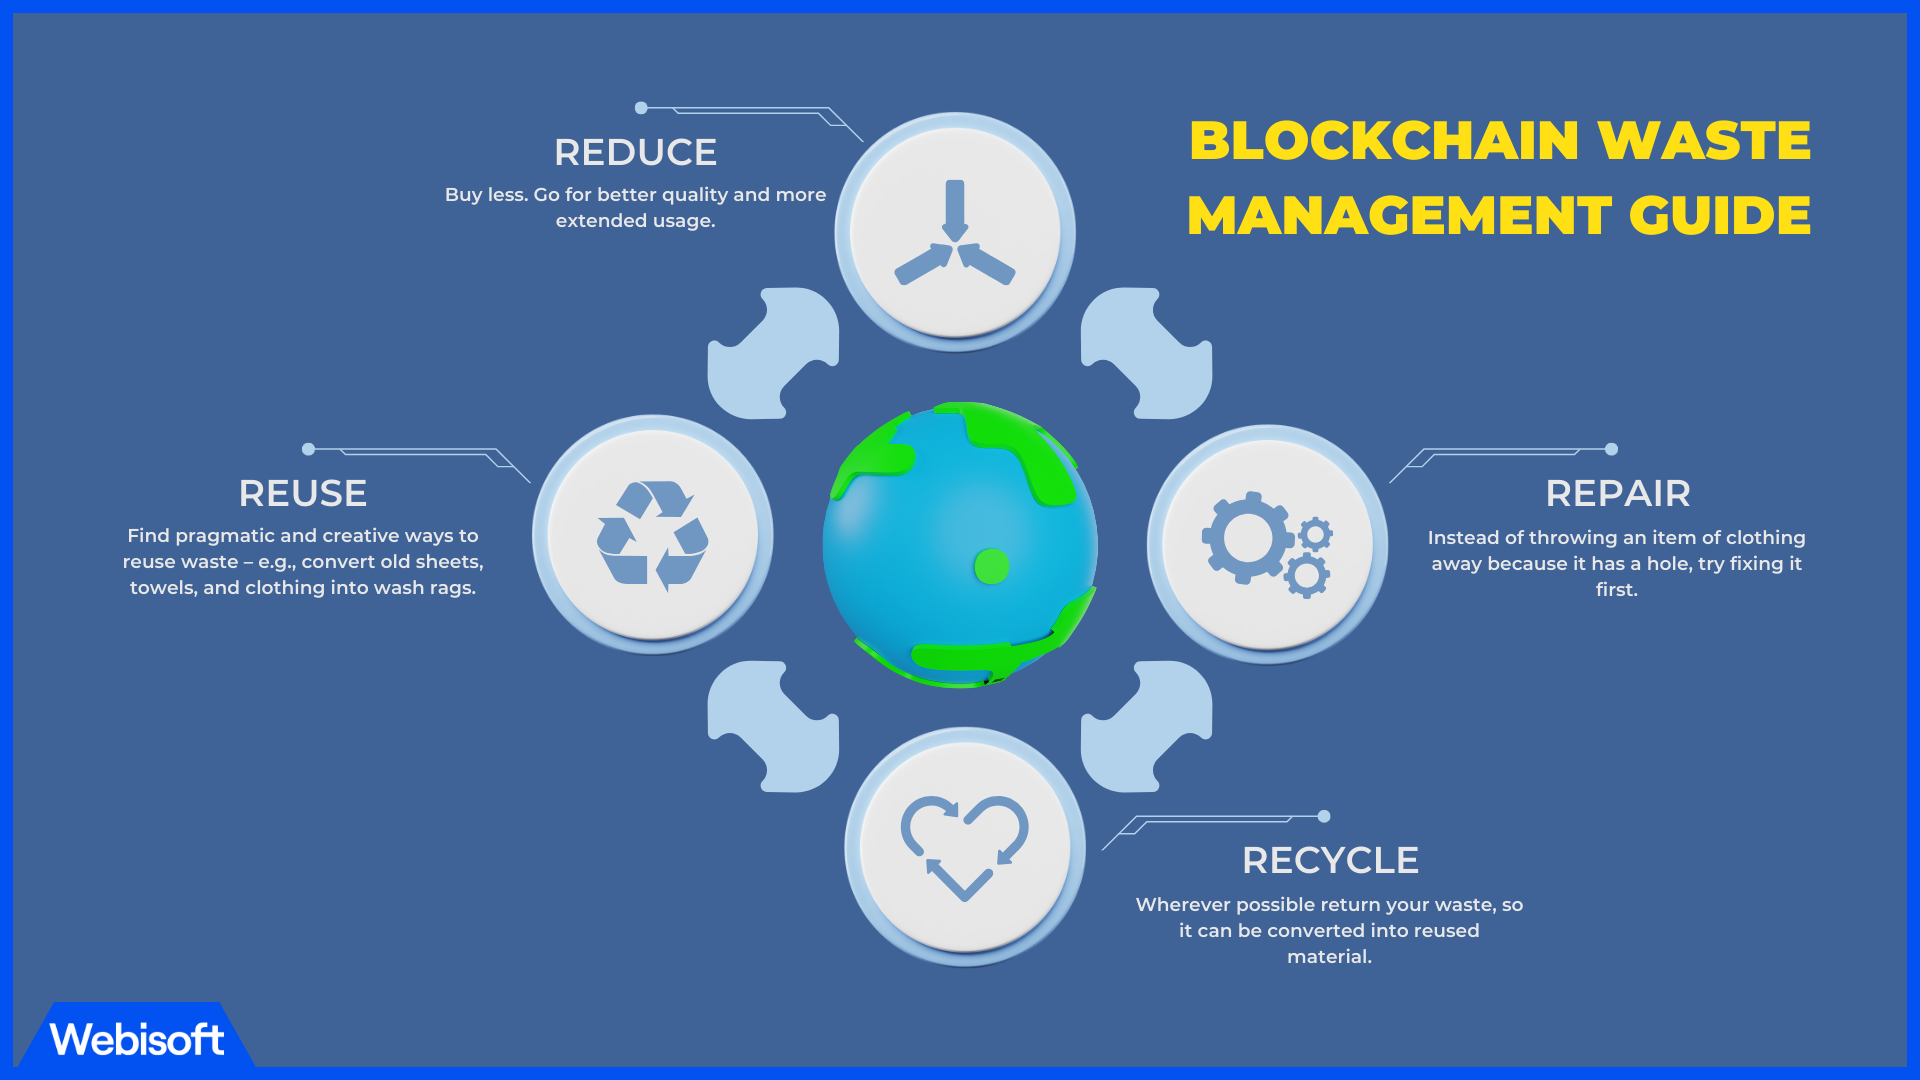 BLOCKCHAIN WASTE
MANAGEMENT GUIDE
REDUCE
Buy less. Go for better quality and more
extended usage.
REUSE
Find pragmatic and creative ways to
reuse waste – e.g., convert old sheets,
towels, and clothing into wash rags.
REPAIR
Instead of throwing an item of clothing
away because it has a hole, try fixing it
first.
RECYCLE
Wherever possible return your waste, so
it can be converted into reused
material.
Webisoft